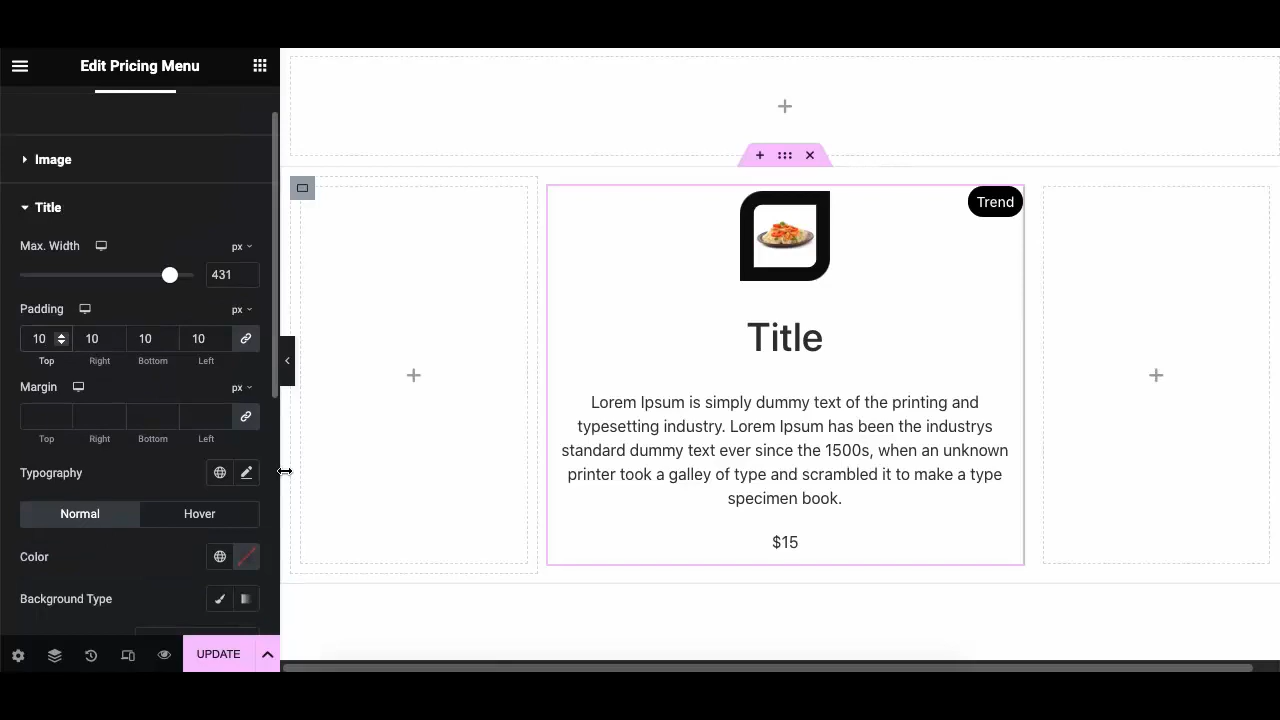 Edit Pricing Menu
Image
Title
Max. Width px
431
Padding px
10 10 10 10
Top Right Bottom Left
Margin px
Top Right Bottom Left
Typography
Normal Hover
Color
Background Type
UPDATE
Trend
Title
Lorem Ipsum is simply dummy text of the printing and
typesetting industry. Lorem Ipsum has been the industrys
standard dummy text ever since the 1500s, when an unknown
printer took a galley of type and scrambled it to make a type
specimen book.
$15